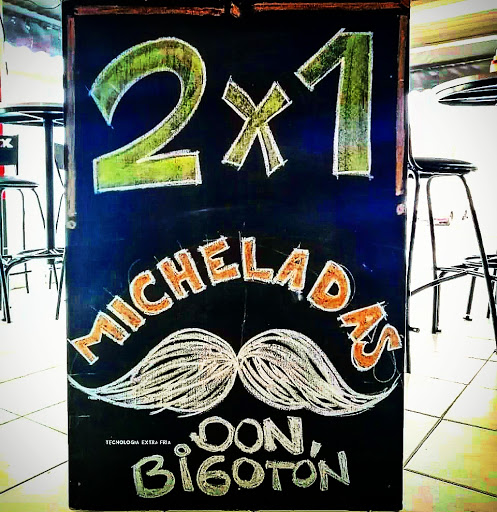 2x1
MICHELADAS
TECNOLOGIA EXTRA FRIA
DON
BiGOTÓN